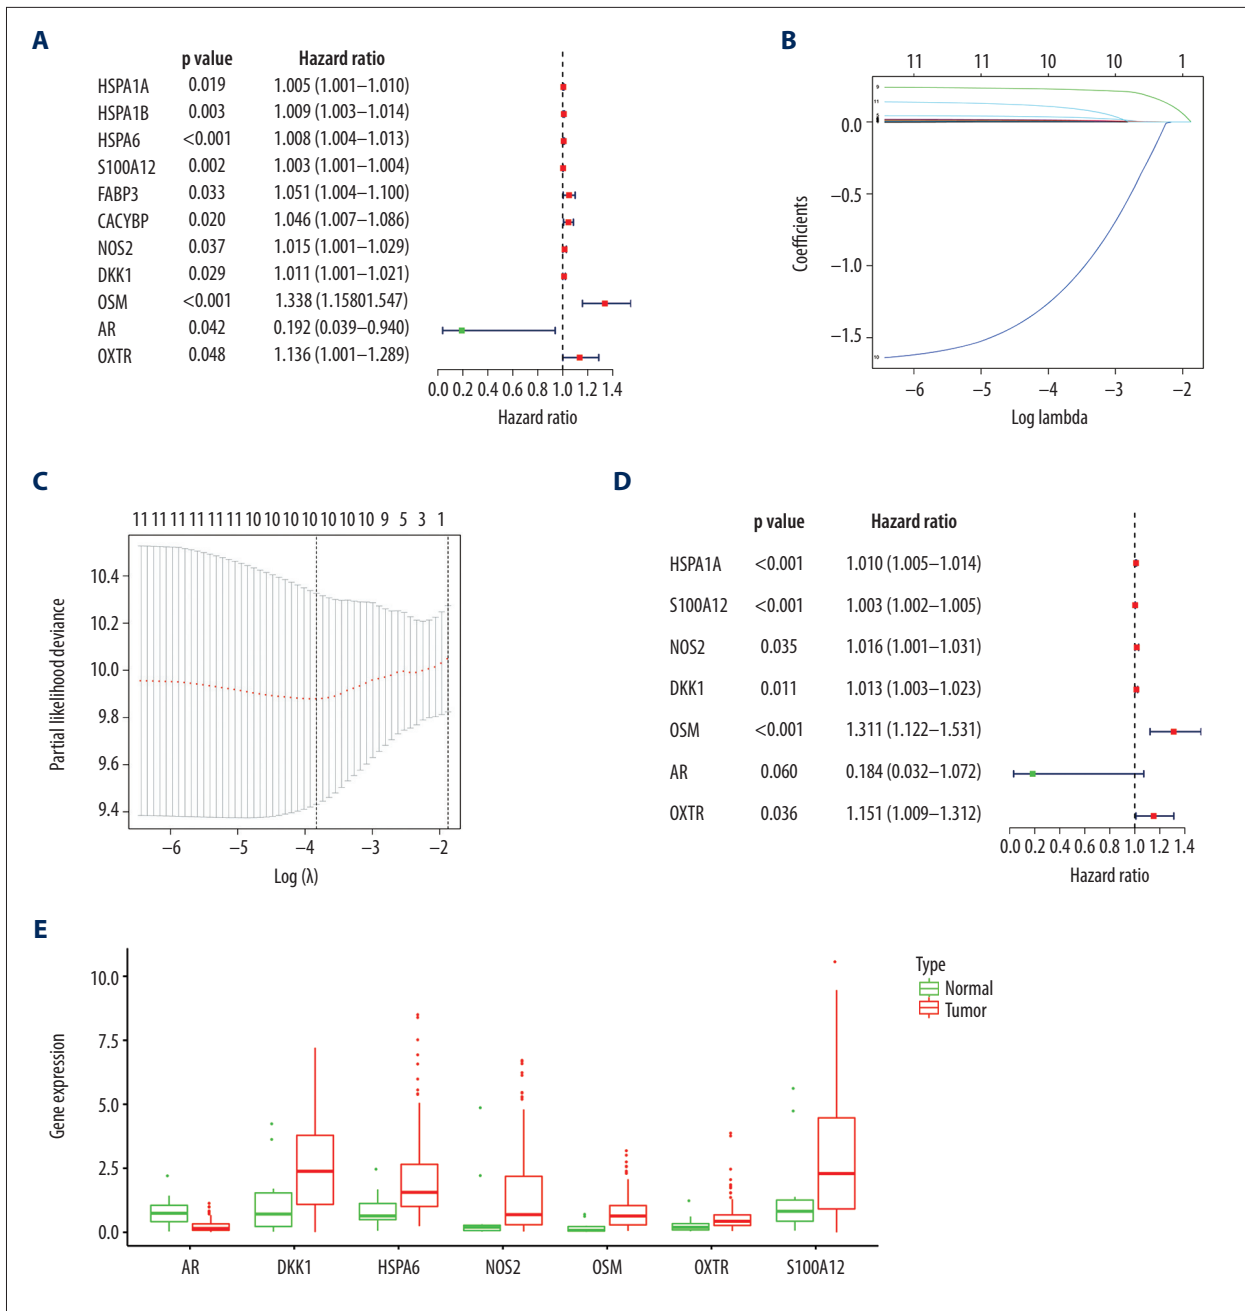 A
p value Hazard ratio
HSPA1A 0.019 1.005 (1.001–1.010)
HSPA1B 0.003 1.009 (1.003–1.014)
HSPA6 <0.001 1.008 (1.004–1.013)
S100A12 0.002 1.003 (1.001–1.004)
FABP3 0.033 1.051 (1.004–1.100)
CACYBP 0.020 1.046 (1.007–1.086)
NOS2 0.037 1.015 (1.001–1.029)
DKK1 0.029 1.011 (1.001–1.021)
OSM <0.001 1.338 (1.15801.547)
AR 0.042 0.192 (0.039–0.940)
OXTR 0.048 1.136 (1.001–1.289)
0.0 0.2 0.4 0.6 0.8 1.0 1.2 1.4
Hazard ratio
B
11 11 10 10 1
9
11
0.0
−0.5
−1.0
−1.5
10
Coefficients
−6 −5 −4 −3 −2
Log lambda
C
11 11 11 11 11 11 10 10 10 10 10 10 10 9 5 3 1
10.4
10.2
10.0
9.8
9.6
9.4
Partial likelihood deviance
−6 −5 −4 −3 −2
Log (λ)
D
p value Hazard ratio
HSPA1A <0.001 1.010 (1.005–1.014)
S100A12 <0.001 1.003 (1.002–1.005)
NOS2 0.035 1.016 (1.001–1.031)
DKK1 0.011 1.013 (1.003–1.023)
OSM <0.001 1.311 (1.122–1.531)
AR 0.060 0.184 (0.032–1.072)
OXTR 0.036 1.151 (1.009–1.312)
0.0 0.2 0.4 0.6 0.8 1.0 1.2 1.4
Hazard ratio
E
10.0
7.5
5.0
2.5
0.0
Gene expression
AR DKK1 HSPA6 NOS2 OSM OXTR S100A12
Type
Normal
Tumor